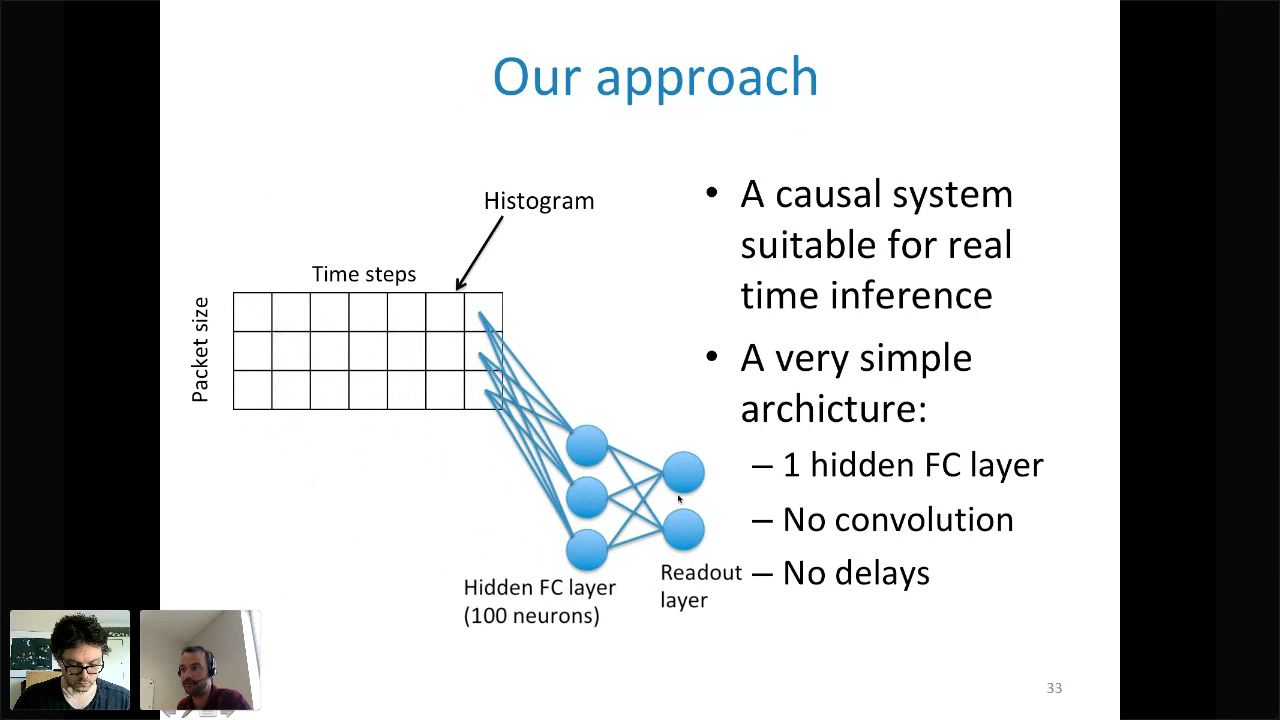 Our approach
Histogram
Time steps
Packet size
Hidden FC layer
(100 neurons)
Readout
layer
• A causal system
suitable for real
time inference
• A very simple
archicture:
– 1 hidden FC layer
– No convolution
– No delays
33